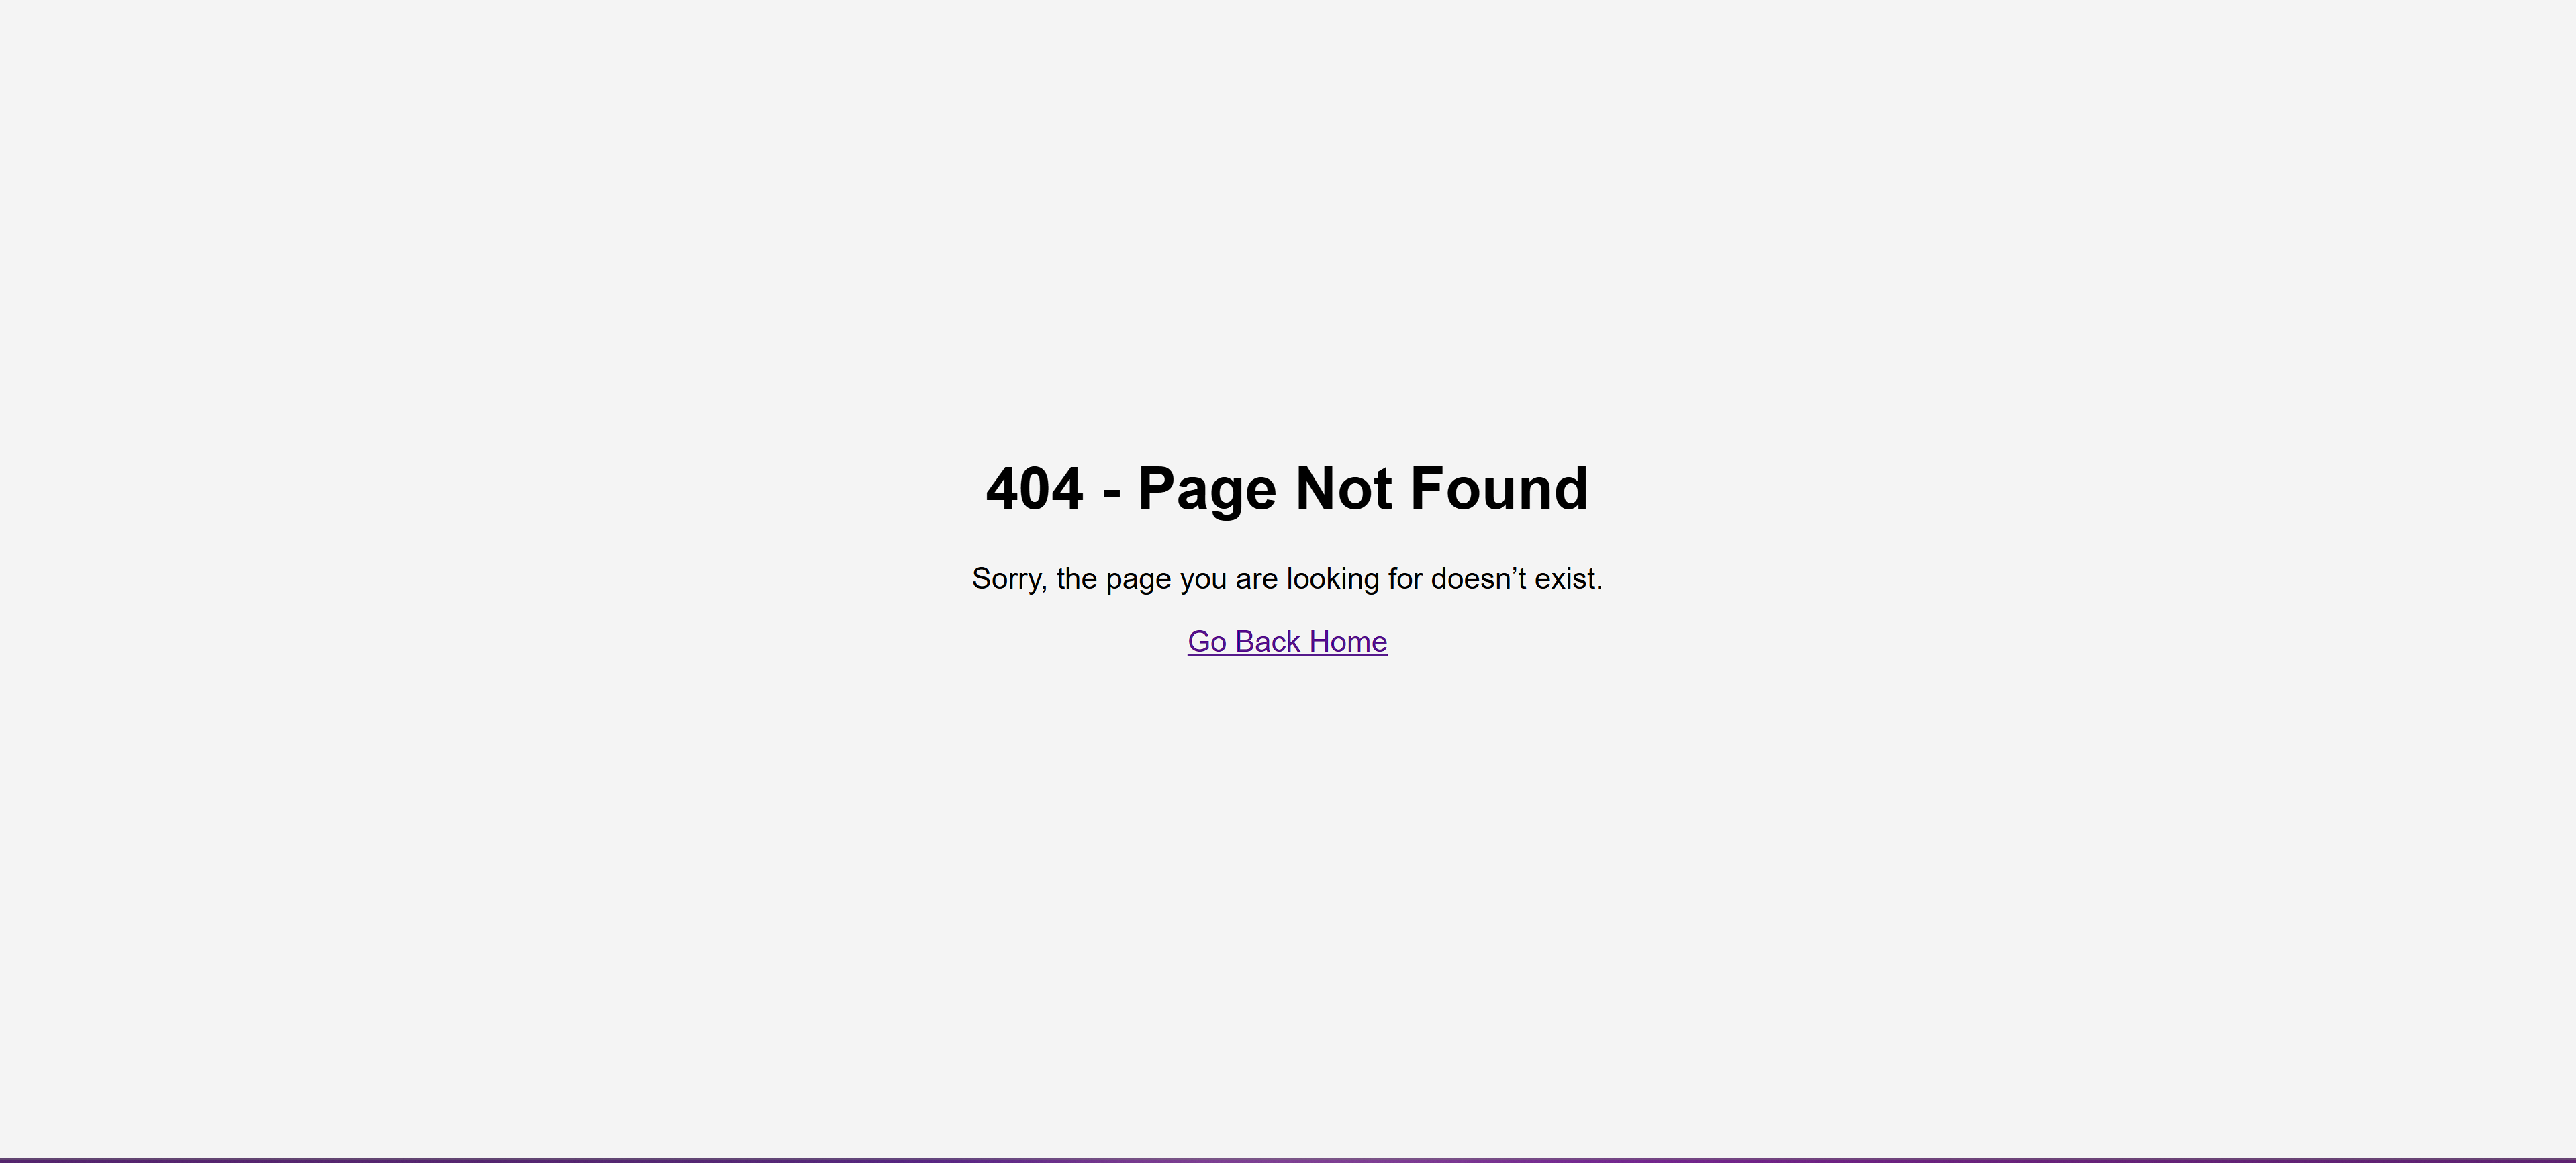 404 - Page Not Found
Sorry, the page you are looking for doesn’t exist.
Go Back Home